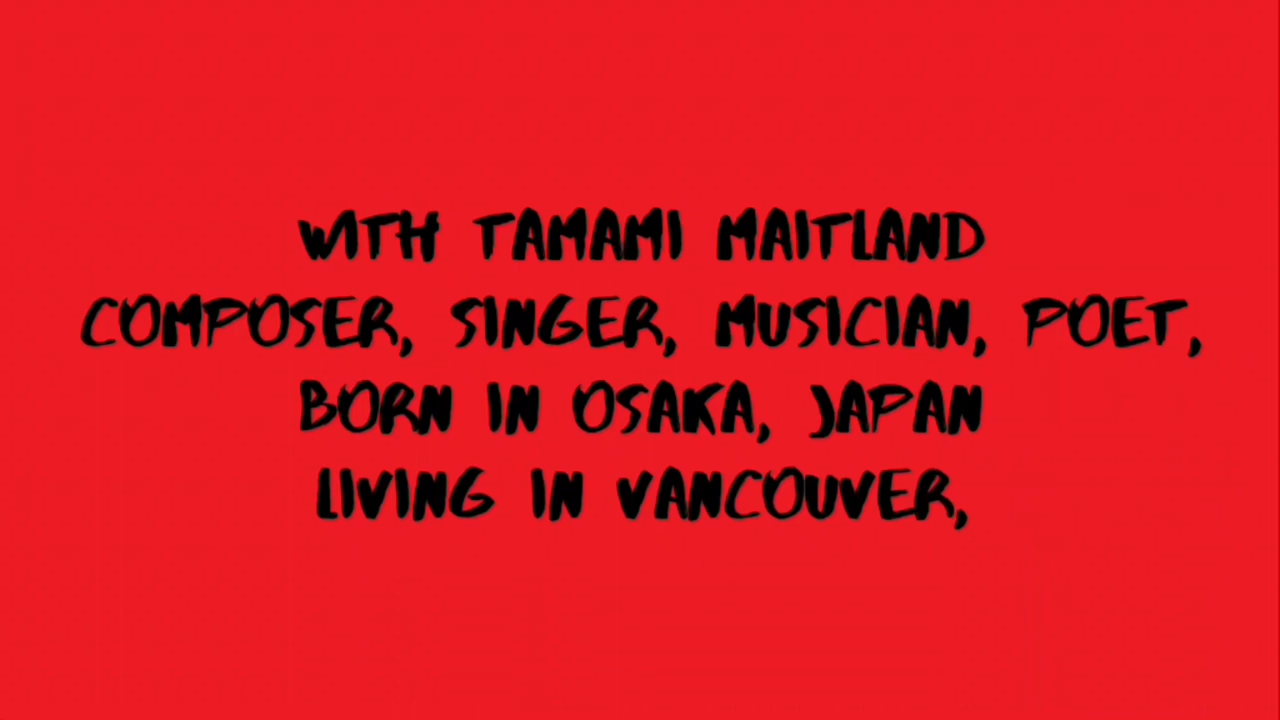 WITH TAMAMI MAITLAND
COMPOSER, SINGER, MUSICIAN, POET,
BORN IN OSAKA, JAPAN
LIVING IN VANCOUVER,